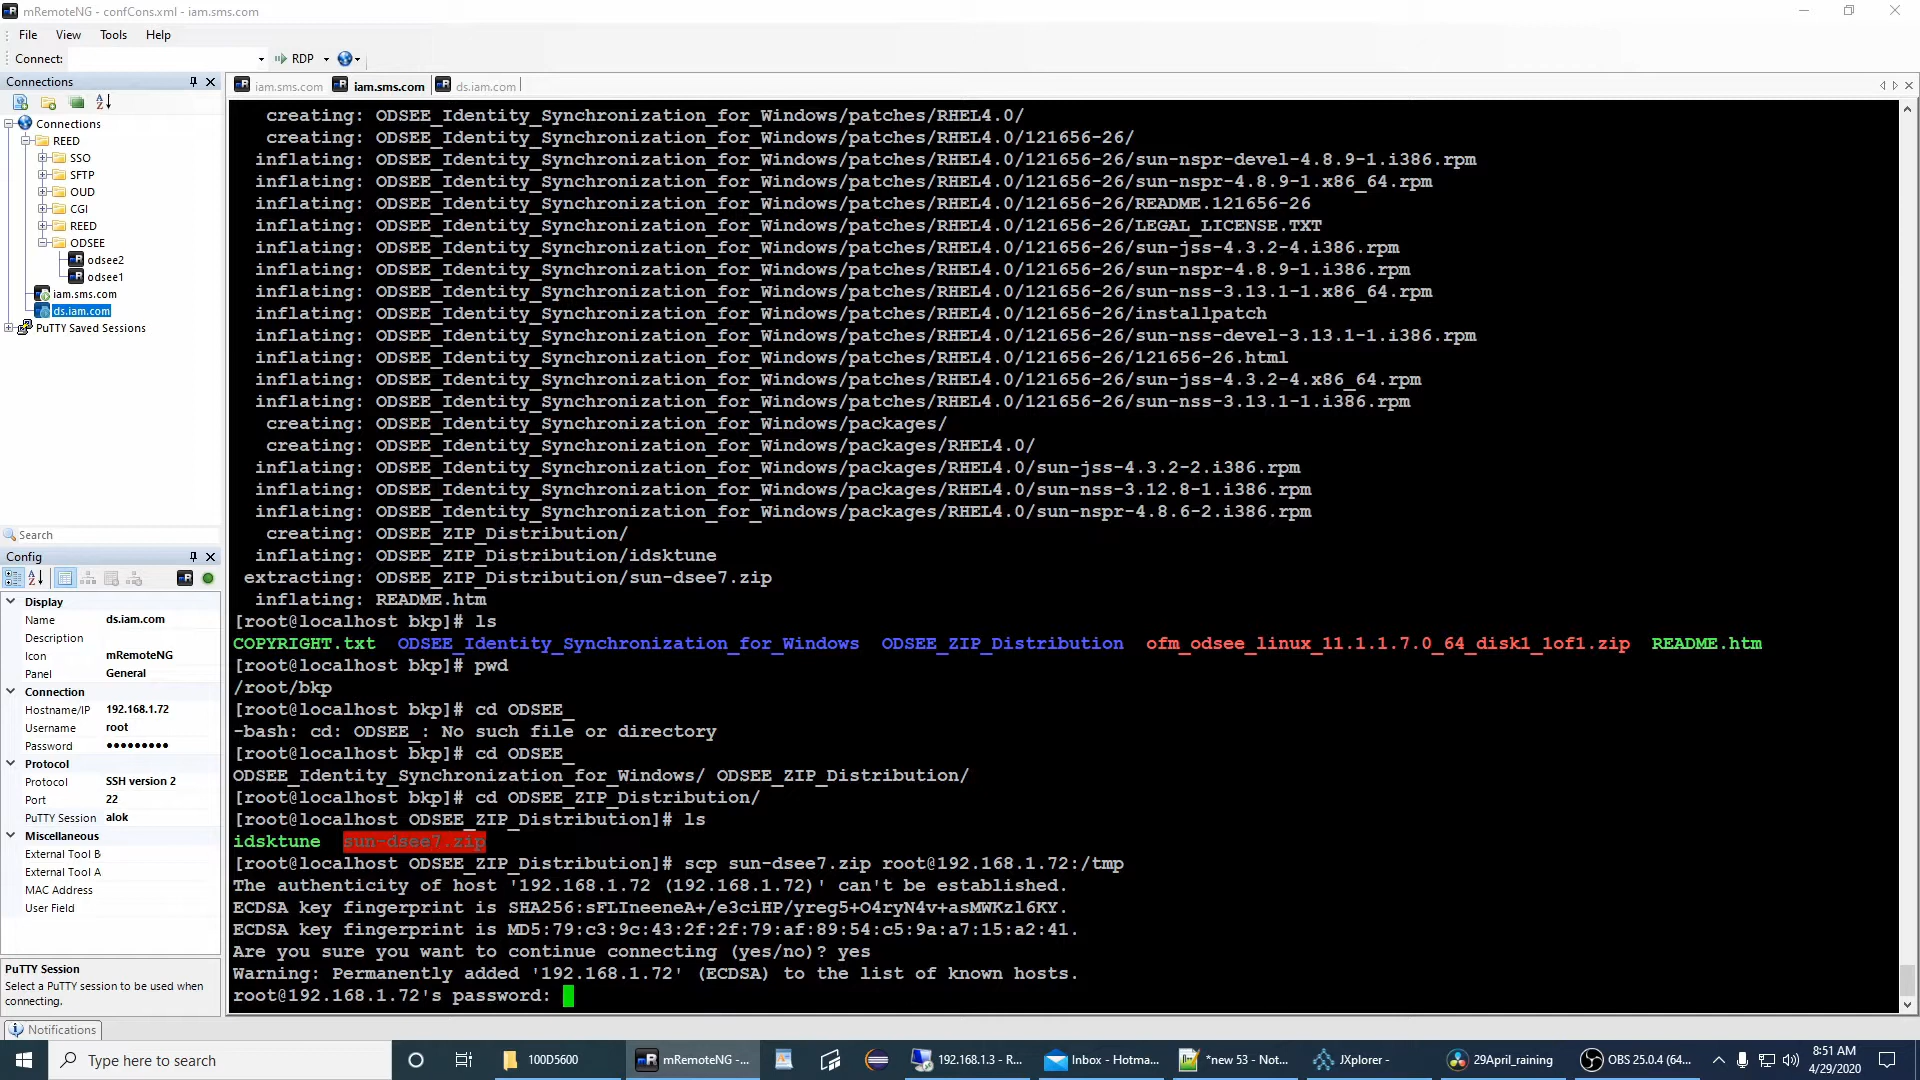 mRemoteNG - confCons.xml - iam.sms.com
File View Tools Help
Connect: RDP
Connections
iam.sms.com iam.sms.com ds.iam.com
Connections
REED
SSO
SFTP
OUD
CGI
REED
ODSEE
odsee2
odsee1
iam.sms.com
ds.iam.com
PuTTY Saved Sessions
Search
Config
Display
Name ds.iam.com
Description
Icon mRemoteNG
Panel General
Connection
Hostname/IP 192.168.1.72
Username root
Password ●●●●●●●●●
Protocol
Protocol SSH version 2
Port 22
PuTTY Session alok
Miscellaneous
External Tool B
External Tool A
MAC Address
User Field
PuTTY Session
Select a PuTTY session to be used when
connecting.
Notifications
creating: ODSEE_Identity_Synchronization_for_Windows/patches/RHEL4.0/
creating: ODSEE_Identity_Synchronization_for_Windows/patches/RHEL4.0/121656-26/
inflating: ODSEE_Identity_Synchronization_for_Windows/patches/RHEL4.0/121656-26/sun-nspr-devel-4.8.9-1.i386.rpm
inflating: ODSEE_Identity_Synchronization_for_Windows/patches/RHEL4.0/121656-26/sun-nspr-4.8.9-1.x86_64.rpm
inflating: ODSEE_Identity_Synchronization_for_Windows/patches/RHEL4.0/121656-26/README.121656-26
inflating: ODSEE_Identity_Synchronization_for_Windows/patches/RHEL4.0/121656-26/LEGAL_LICENSE.TXT
inflating: ODSEE_Identity_Synchronization_for_Windows/patches/RHEL4.0/121656-26/sun-jss-4.3.2-4.i386.rpm
inflating: ODSEE_Identity_Synchronization_for_Windows/patches/RHEL4.0/121656-26/sun-nspr-4.8.9-1.i386.rpm
inflating: ODSEE_Identity_Synchronization_for_Windows/patches/RHEL4.0/121656-26/sun-nss-3.13.1-1.x86_64.rpm
inflating: ODSEE_Identity_Synchronization_for_Windows/patches/RHEL4.0/121656-26/installpatch
inflating: ODSEE_Identity_Synchronization_for_Windows/patches/RHEL4.0/121656-26/sun-nss-devel-3.13.1-1.i386.rpm
inflating: ODSEE_Identity_Synchronization_for_Windows/patches/RHEL4.0/121656-26/121656-26.html
inflating: ODSEE_Identity_Synchronization_for_Windows/patches/RHEL4.0/121656-26/sun-jss-4.3.2-4.x86_64.rpm
inflating: ODSEE_Identity_Synchronization_for_Windows/patches/RHEL4.0/121656-26/sun-nss-3.13.1-1.i386.rpm
creating: ODSEE_Identity_Synchronization_for_Windows/packages/
creating: ODSEE_Identity_Synchronization_for_Windows/packages/RHEL4.0/
inflating: ODSEE_Identity_Synchronization_for_Windows/packages/RHEL4.0/sun-jss-4.3.2-2.i386.rpm
inflating: ODSEE_Identity_Synchronization_for_Windows/packages/RHEL4.0/sun-nss-3.12.8-1.i386.rpm
inflating: ODSEE_Identity_Synchronization_for_Windows/packages/RHEL4.0/sun-nspr-4.8.6-2.i386.rpm
creating: ODSEE_ZIP_Distribution/
inflating: ODSEE_ZIP_Distribution/idsktune
extracting: ODSEE_ZIP_Distribution/sun-dsee7.zip
inflating: README.htm
[root@localhost bkp]# ls
COPYRIGHT.txt ODSEE_Identity_Synchronization_for_Windows ODSEE_ZIP_Distribution ofm_odsee_linux_11.1.1.7.0_64_disk1_1of1.zip README.htm
[root@localhost bkp]# pwd
/root/bkp
[root@localhost bkp]# cd ODSEE_
-bash: cd: ODSEE_: No such file or directory
[root@localhost bkp]# cd ODSEE_
ODSEE_Identity_Synchronization_for_Windows/ ODSEE_ZIP_Distribution/
[root@localhost bkp]# cd ODSEE_ZIP_Distribution/
[root@localhost ODSEE_ZIP_Distribution]# ls
idsktune sun-dsee7.zip
[root@localhost ODSEE_ZIP_Distribution]# scp sun-dsee7.zip root@192.168.1.72:/tmp
The authenticity of host '192.168.1.72 (192.168.1.72)' can't be established.
ECDSA key fingerprint is SHA256:sFLIneeneA+/e3ciHP/yreg5+O4ryN4v+asMWKzl6KY.
ECDSA key fingerprint is MD5:79:c3:9c:43:2f:2f:79:af:89:54:c5:9a:a7:15:a2:41.
Are you sure you want to continue connecting (yes/no)? yes
Warning: Permanently added '192.168.1.72' (ECDSA) to the list of known hosts.
root@192.168.1.72's password:
Type here to search 100D5600 mRemoteNG -... 192.168.1.3 - R... Inbox - Hotma... *new 53 - Not... JXplorer - 29April_raining OBS 25.0.4 (64... 8:51 AM
4/29/2020